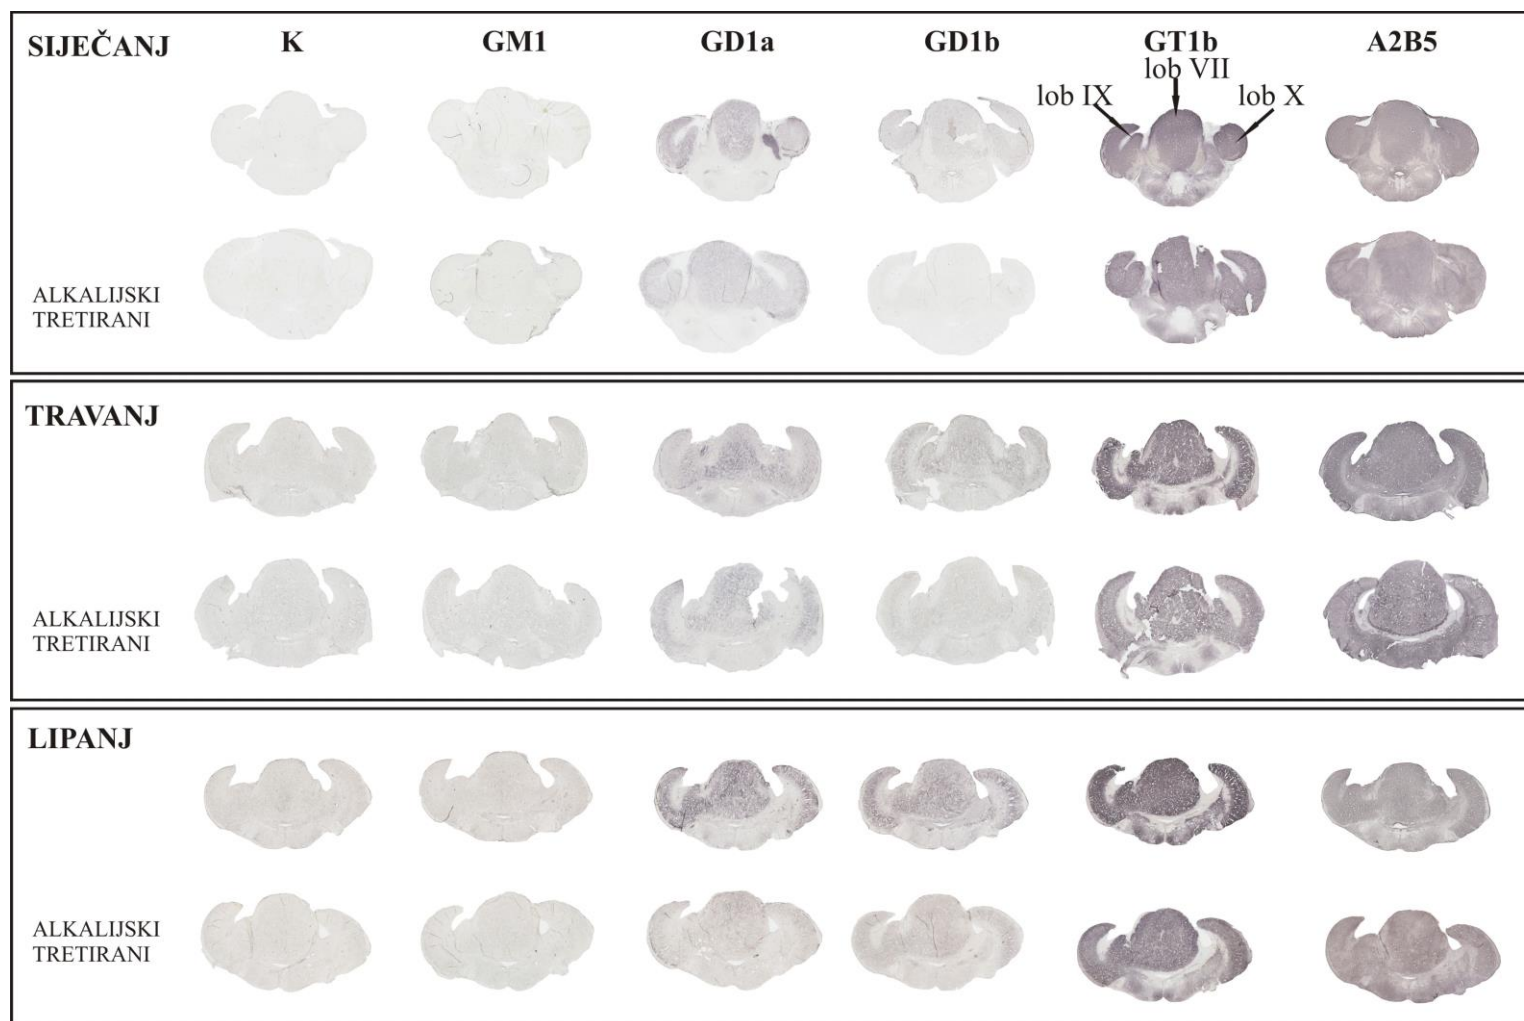 SIJEČANJ K GM1 GD1a GD1b GT1b A2B5
lob VII
lob IX lob X
ALKALIJSKI
TRETIRANI
TRAVANJ
ALKALIJSKI
TRETIRANI
LIPANJ
ALKALIJSKI
TRETIRANI